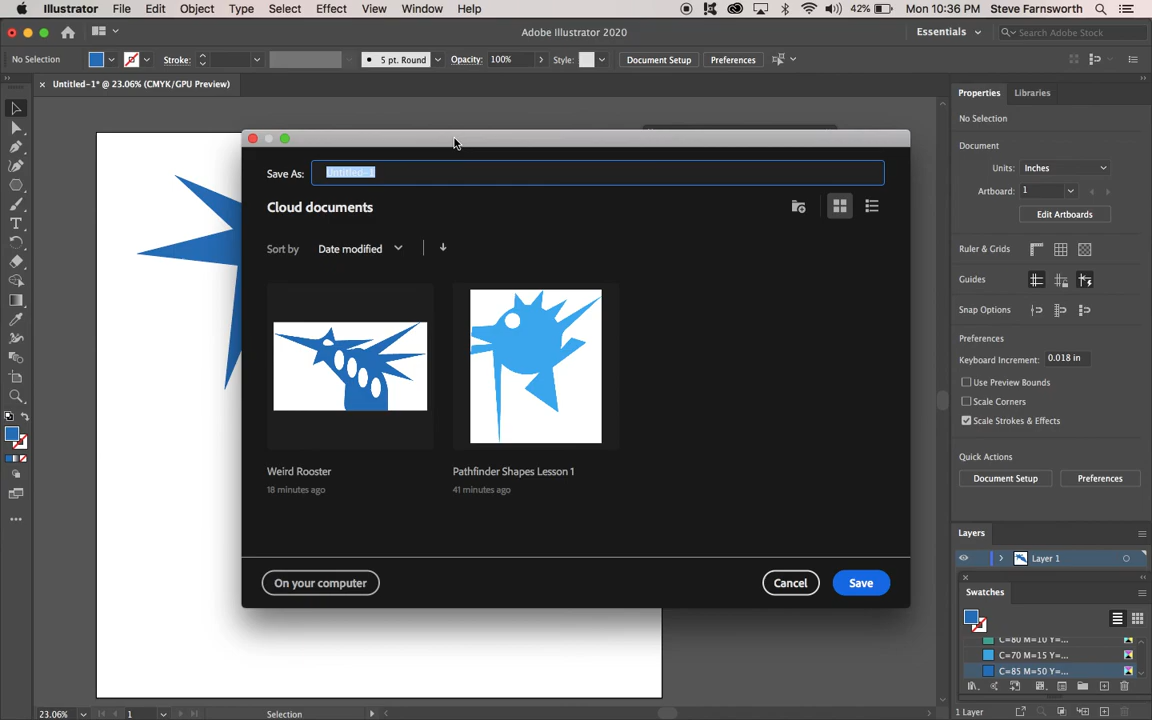 Illustrator File Edit Object Type Select Effect View Window Help 42% Mon 10:36 PM Steve Farnsworth
Adobe Illustrator 2020 Essentials Search Adobe Stock
No Selection Stroke: 5 pt. Round Opacity: 100% Style: Document Setup Preferences
Untitled-1* @ 23.06% (CMYK/GPU Preview)
Save As: Untitled-1
Cloud documents
Sort by Date modified
Weird Rooster
18 minutes ago
Pathfinder Shapes Lesson 1
41 minutes ago
On your computer Cancel Save
Properties Libraries
No Selection
Document
Units: Inches
Artboard: 1
Edit Artboards
Ruler & Grids
Guides
Snap Options
Preferences
Keyboard Increment: 0.018 in
Use Preview Bounds
Scale Corners
Scale Strokes & Effects
Quick Actions
Document Setup Preferences
Layers
Layer 1
Swatches
C=80 M=10 Y=...
C=70 M=15 Y=...
C=85 M=50 Y=...
1 Layer
23.06% 1 Selection